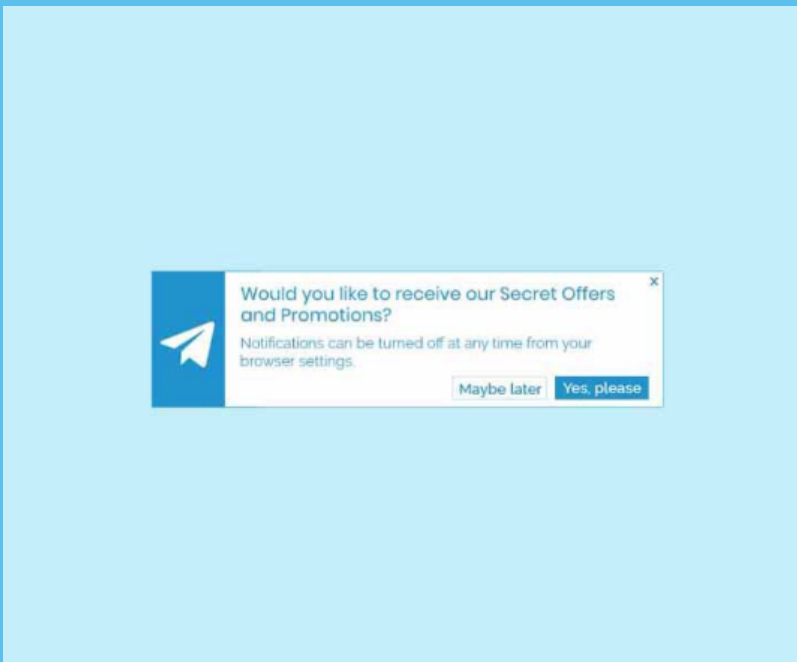 x
Would you like to receive our Secret Offers
and Promotions?
Notifications can be turned off at any time from your
browser settings.
Maybe later Yes, please